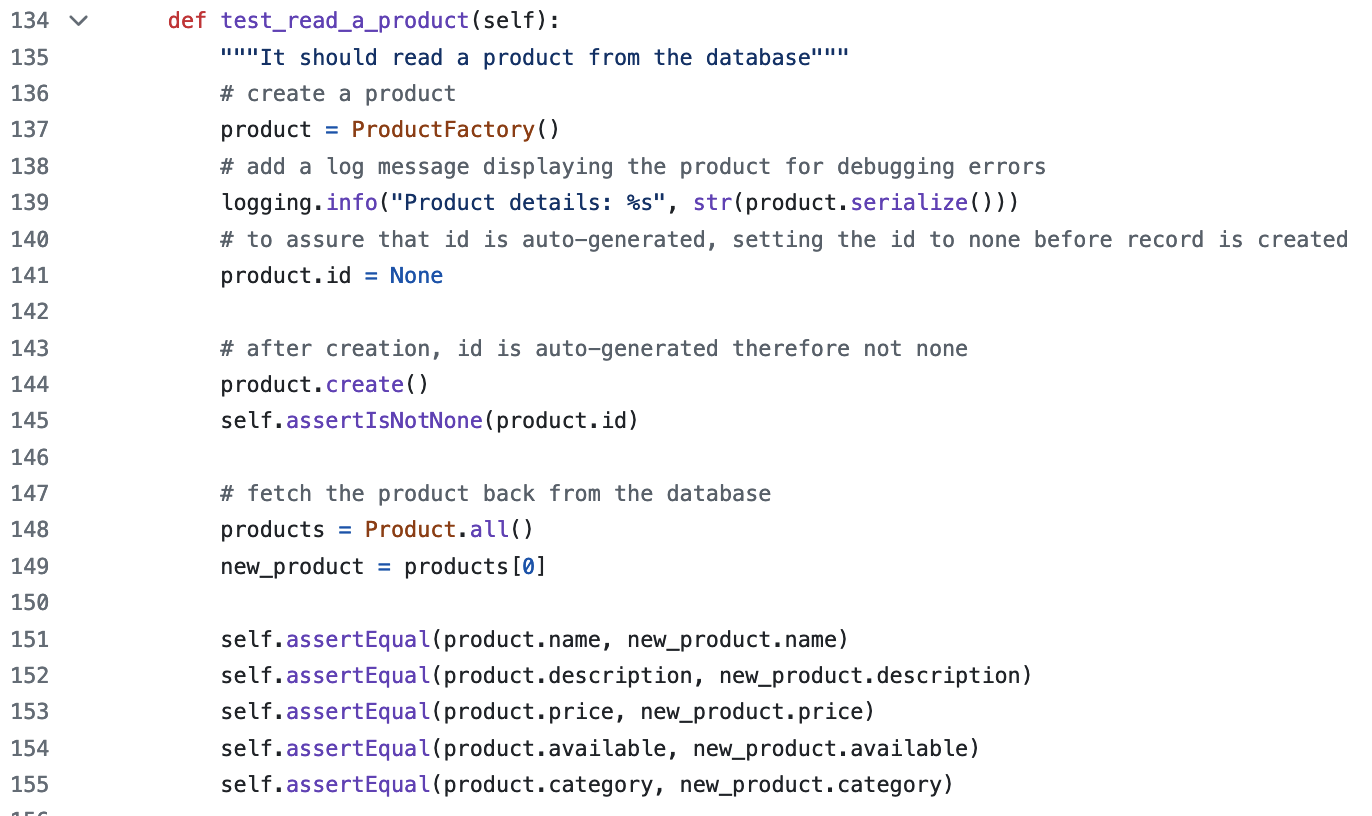 134 def test_read_a_product(self):
135 """It should read a product from the database"""
136 # create a product
137 product = ProductFactory()
138 # add a log message displaying the product for debugging errors
139 logging.info("Product details: %s", str(product.serialize()))
140 # to assure that id is auto-generated, setting the id to none before record is created
141 product.id = None
142
143 # after creation, id is auto-generated therefore not none
144 product.create()
145 self.assertIsNotNone(product.id)
146
147 # fetch the product back from the database
148 products = Product.all()
149 new_product = products[0]
150
151 self.assertEqual(product.name, new_product.name)
152 self.assertEqual(product.description, new_product.description)
153 self.assertEqual(product.price, new_product.price)
154 self.assertEqual(product.available, new_product.available)
155 self.assertEqual(product.category, new_product.category)